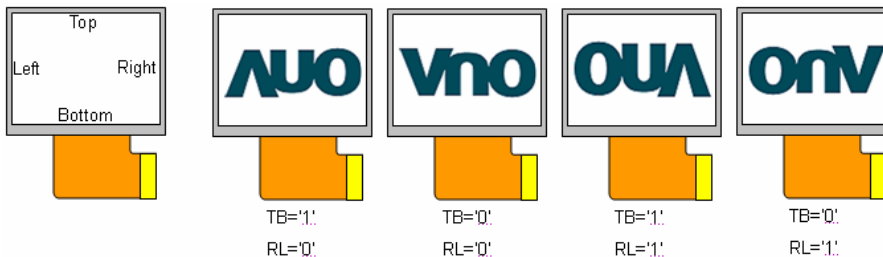 Top
Left Right
Bottom
AUO AUO AUO AUO
TB='1' TB='0' TB='1' TB='0'
RL='0' RL='0' RL='1' RL='1'